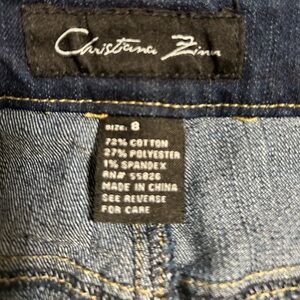 Christiana Zinn
SIZE: 8
72% COTTON
27% POLYESTER
1% SPANDEX
RN# 55826
MADE IN CHINA
SEE REVERSE
FOR CARE